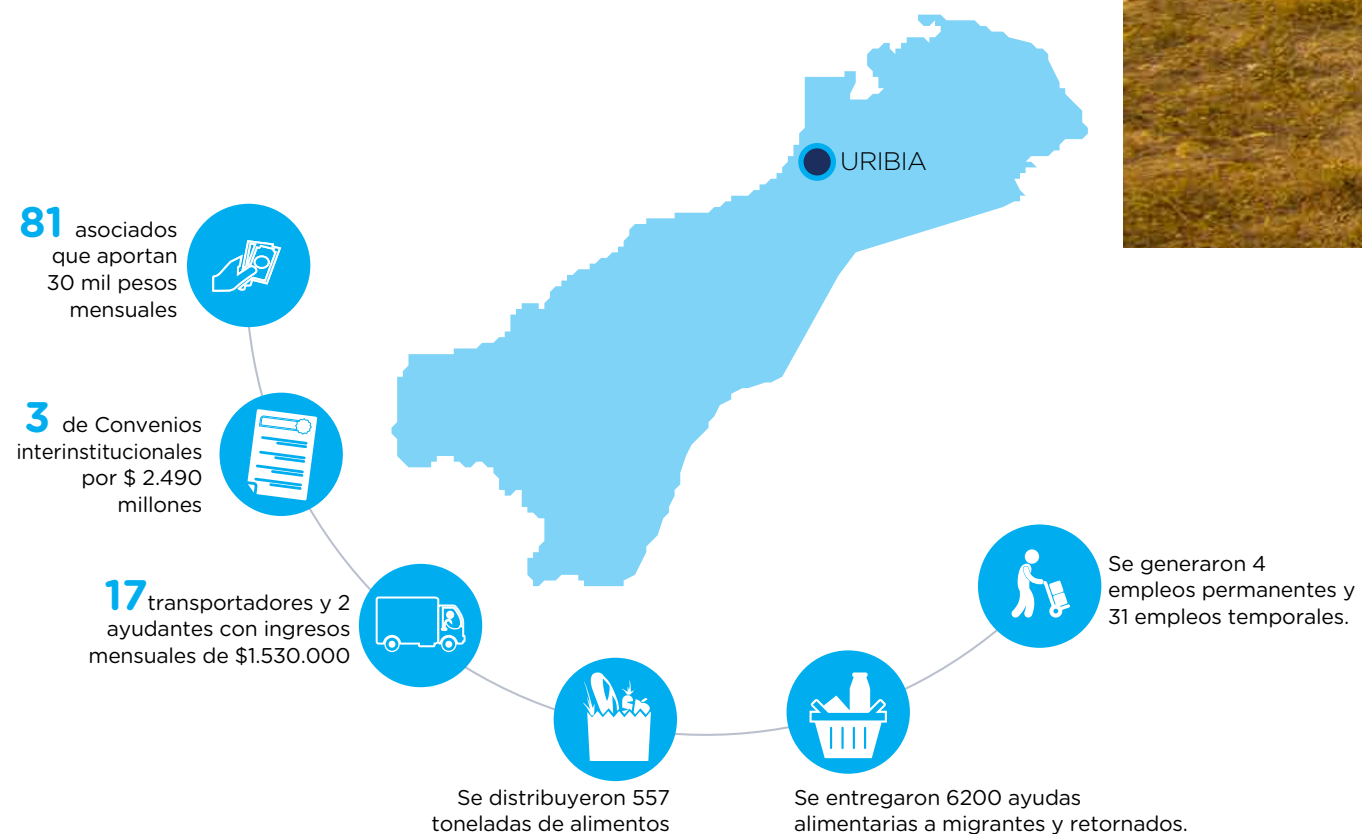 URIBIA
81 asociados
que aportan
30 mil pesos
mensuales
3 de Convenios
interinstitucionales
por $ 2.490
millones
17 transportadores y 2
ayudantes con ingresos
mensuales de $1.530.000
Se distribuyeron 557
toneladas de alimentos
Se entregaron 6200 ayudas
alimentarias a migrantes y retornados.
Se generaron 4
empleos permanentes y
31 empleos temporales.